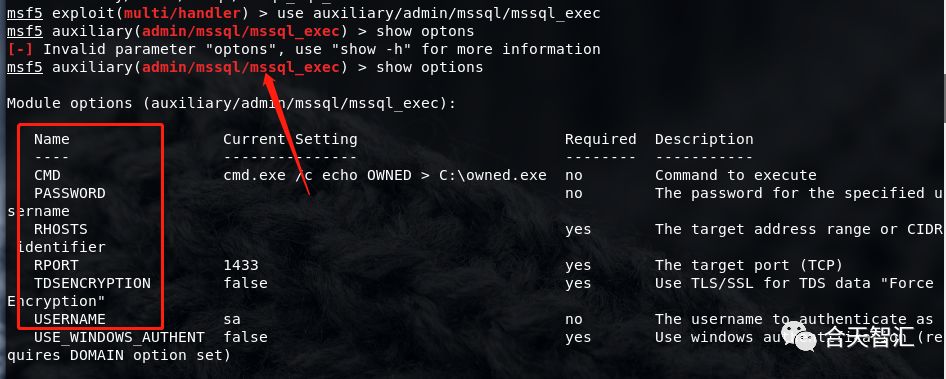 msf5 exploit(multi/handler) > use auxiliary/admin/mssql/mssql_exec
msf5 auxiliary(admin/mssql/mssql_exec) > show optons
[-] Invalid parameter "optons", use "show -h" for more information
msf5 auxiliary(admin/mssql/mssql_exec) > show options
Module options (auxiliary/admin/mssql/mssql_exec):
Name Current Setting Required Description
---- --------------- -------- -----------
CMD cmd.exe /c echo OWNED > C:\owned.exe no Command to execute
PASSWORD no The password for the specified u
sername
RHOSTS yes The target address range or CIDR
identifier
RPORT 1433 yes The target port (TCP)
TDSENCRYPTION false yes Use TLS/SSL for TDS data "Force
Encryption"
USERNAME sa no The username to authenticate as
USE_WINDOWS_AUTHENT false yes Use windows (re
quires DOMAIN option set)
合天智汇